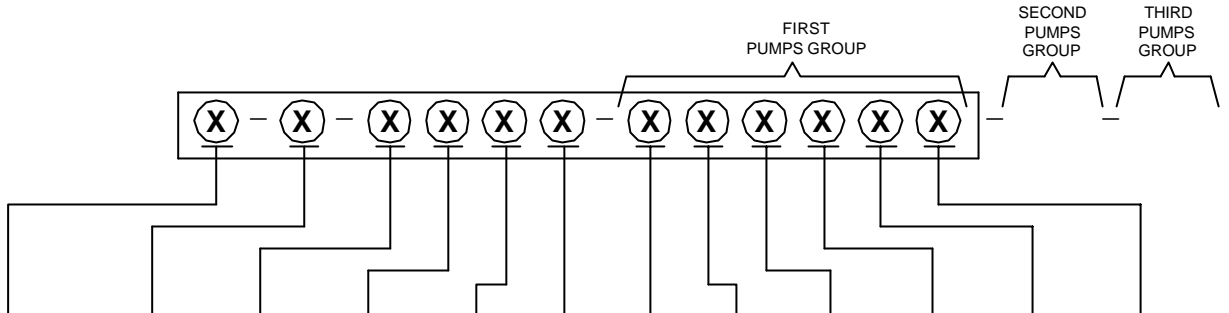 FIRST
PUMPS GROUP
SECOND
PUMPS
GROUP
THIRD
PUMPS
GROUP
X - X - X X X X - X X X X X X - -